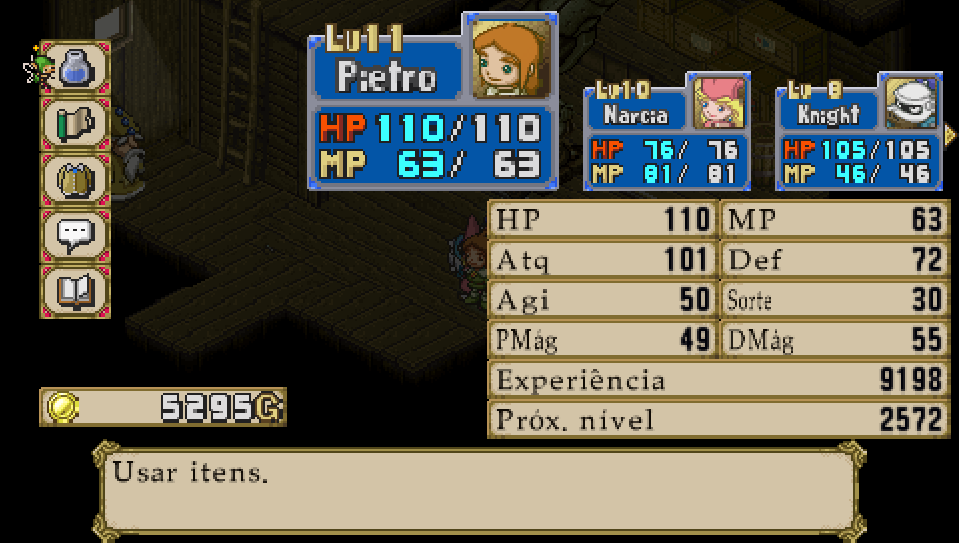 Lv11
Pietro
HP 110/110
MP 63/ 63
Lv10
Narcia
HP 76/ 76
MP 81/ 81
Lv 8
Knight
HP 105/105
MP 46/ 46
HP 110
MP 63
Atq 101
Def 72
Agi 50
Sorte 30
PMág 49
DMág 55
Experiência 9198
Próx. nível 2572
5295G
Usar itens.